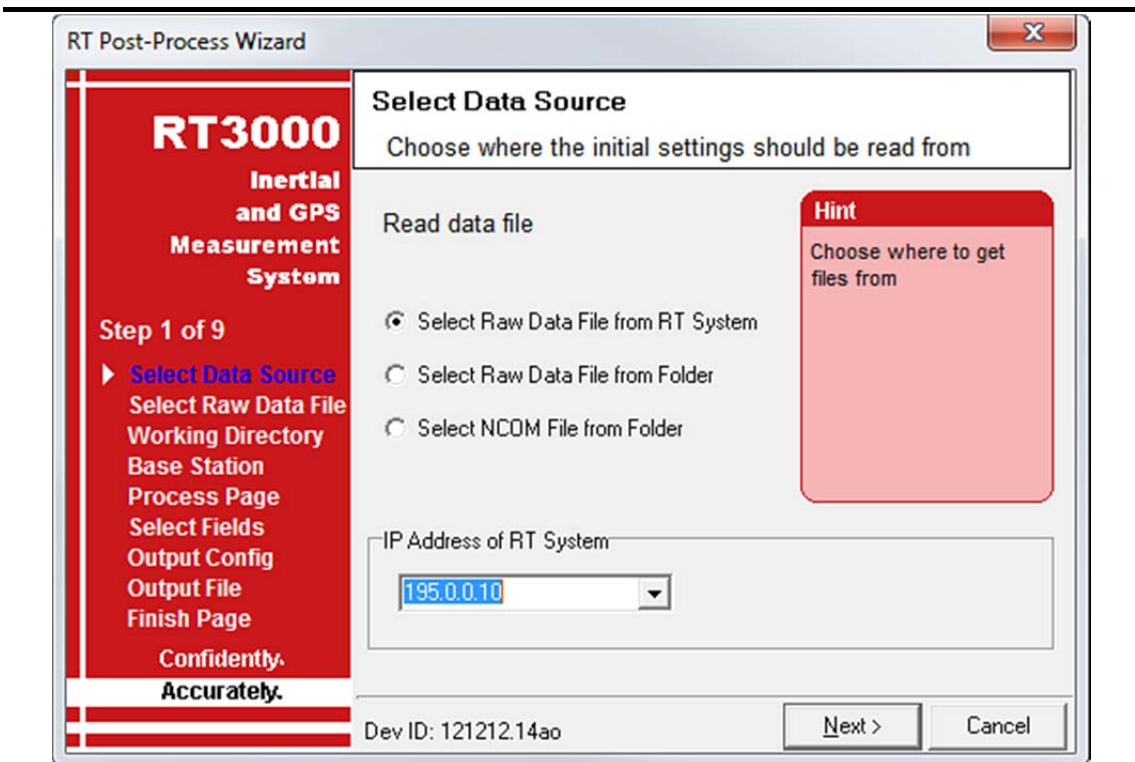 RT Post-Process Wizard
RT3000
Inertial
and GPS
Measurement
System
Step 1 of 9
Select Data Source
Select Raw Data File
Working Directory
Base Station
Process Page
Select Fields
Output Config
Output File
Finish Page
Confidently.
Accurately.
Select Data Source
Choose where the initial settings should be read from
Read data file
Select Raw Data File from RT System
Select Raw Data File from Folder
Select NCOM File from Folder
Hint
Choose where to get
files from
IP Address of RT System
195.0.0.10
Dev ID: 121212.14ao
Next >
Cancel